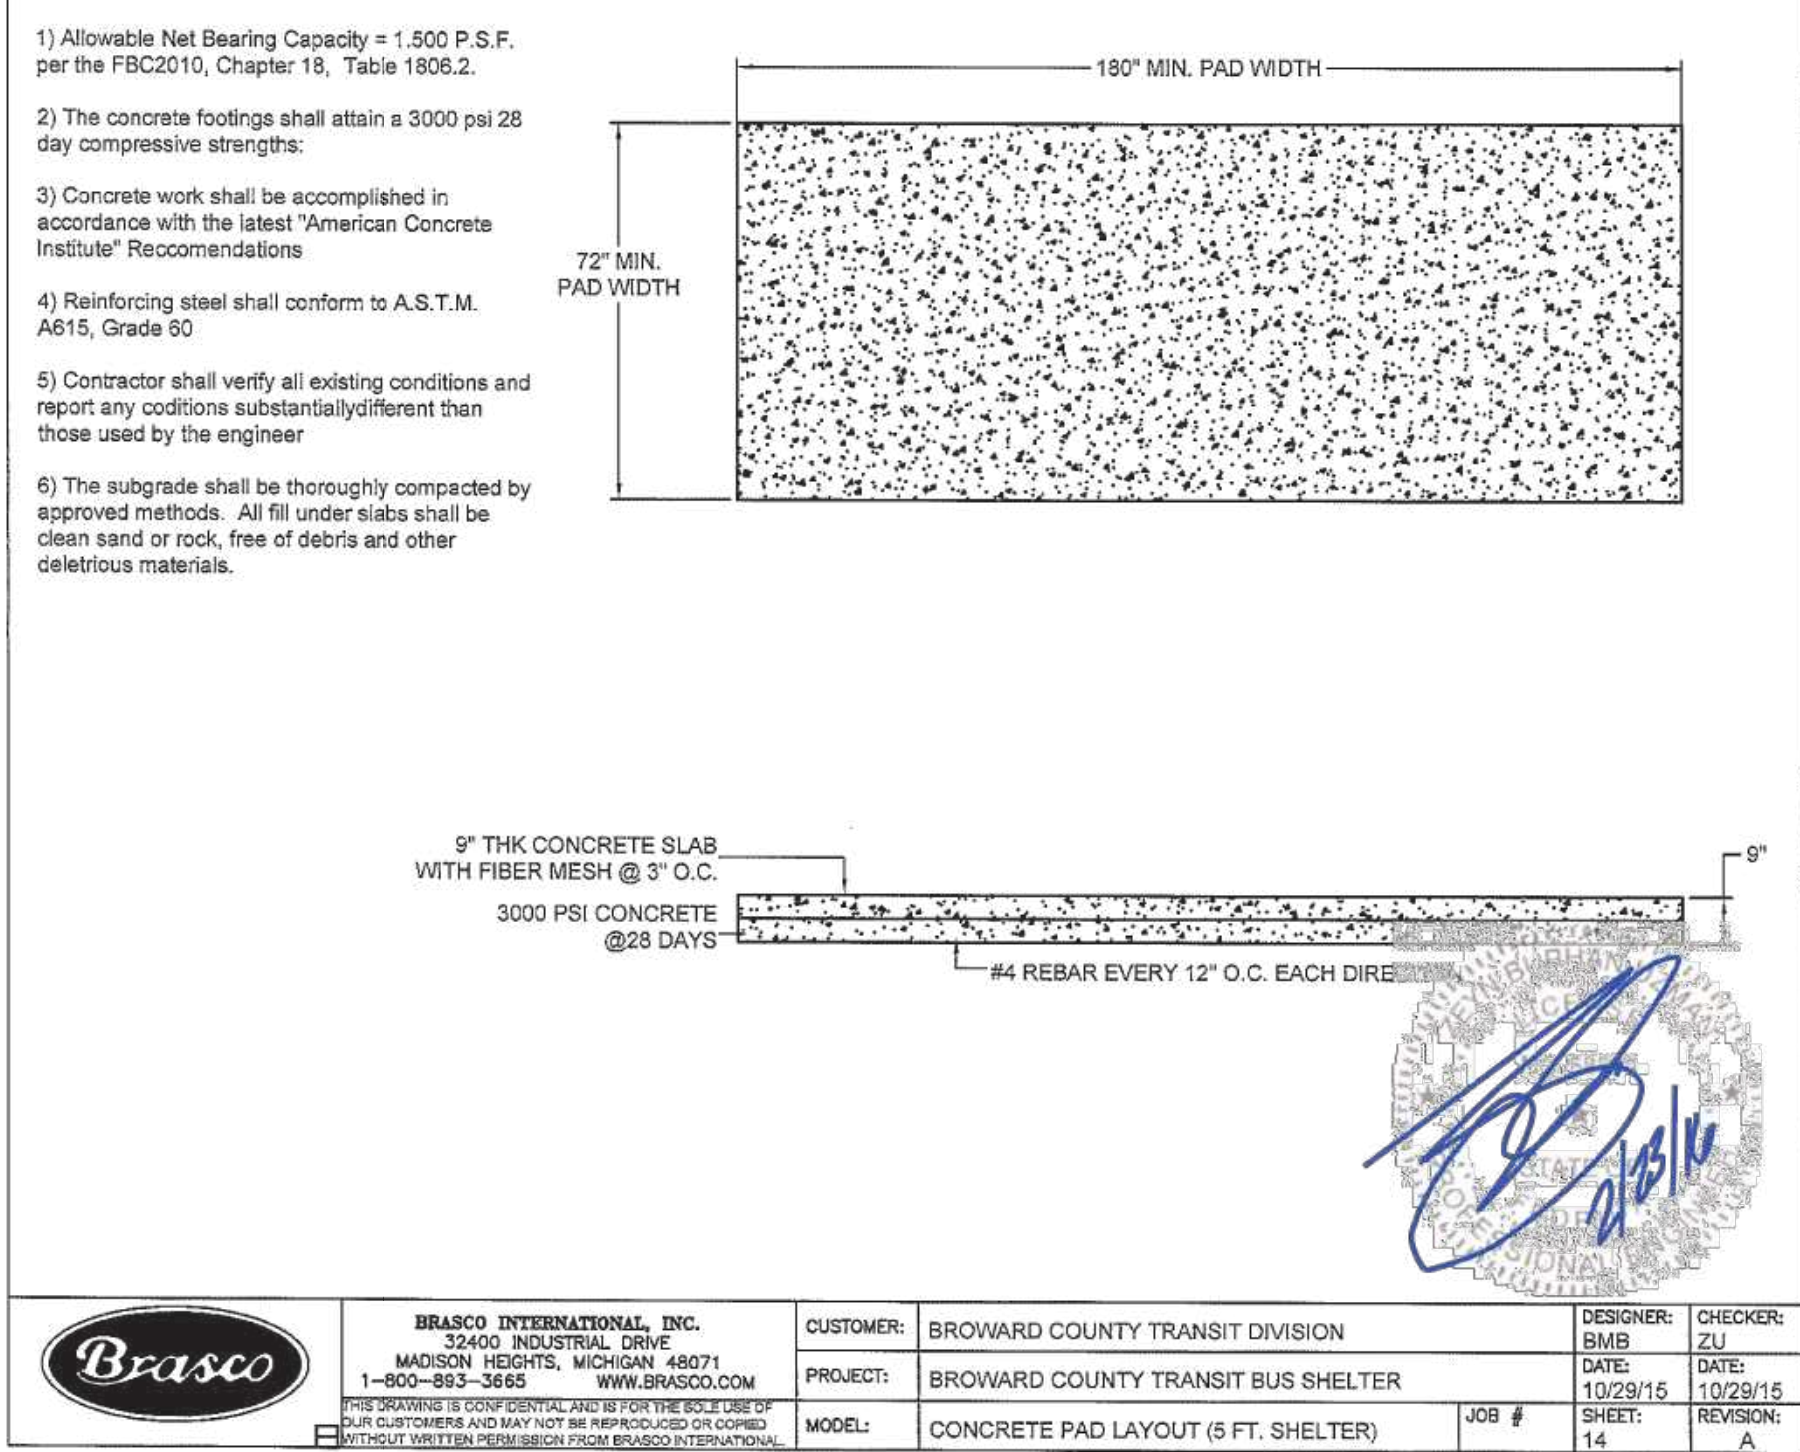 1) Allowable Net Bearing Capacity = 1.500 P.S.F.
per the FBC2010, Chapter 18, Table 1806.2.
2) The concrete footings shall attain a 3000 psi 28
day compressive strengths:
3) Concrete work shall be accomplished in
accordance with the latest "American Concrete
Institute" Reccomendations
4) Reinforcing steel shall conform to A.S.T.M.
A615, Grade 60
5) Contractor shall verify all existing conditions and
report any coditions substantiallydifferent than
those used by the engineer
6) The subgrade shall be thoroughly compacted by
approved methods. All fill under slabs shall be
clean sand or rock, free of debris and other
deletrious materials.
180" MIN. PAD WIDTH
72" MIN.
PAD WIDTH
9" THK CONCRETE SLAB
WITH FIBER MESH @ 3" O.C.
3000 PSI CONCRETE
@28 DAYS
9"
#4 REBAR EVERY 12" O.C. EACH DIRE
ZEYN BURHAN UZMAN
STATE
PROFESSIONAL ENGINEER
2/23/16
Brasco
BRASCO INTERNATIONAL, INC.
32400 INDUSTRIAL DRIVE
MADISON HEIGHTS, MICHIGAN 48071
1-800-893-3665 WWW.BRASCO.COM
THIS DRAWING IS CONFIDENTIAL AND IS FOR THE SOLE USE OF
OUR CUSTOMERS AND MAY NOT BE REPRODUCED OR COPIED
WITHOUT WRITTEN PERMISSION FROM BRASCO INTERNATIONAL
CUSTOMER: BROWARD COUNTY TRANSIT DIVISION
PROJECT: BROWARD COUNTY TRANSIT BUS SHELTER
MODEL: CONCRETE PAD LAYOUT (5 FT. SHELTER)
JOB #
DESIGNER:
BMB
CHECKER:
ZU
DATE:
10/29/15
DATE:
10/29/15
SHEET:
14
REVISION:
A